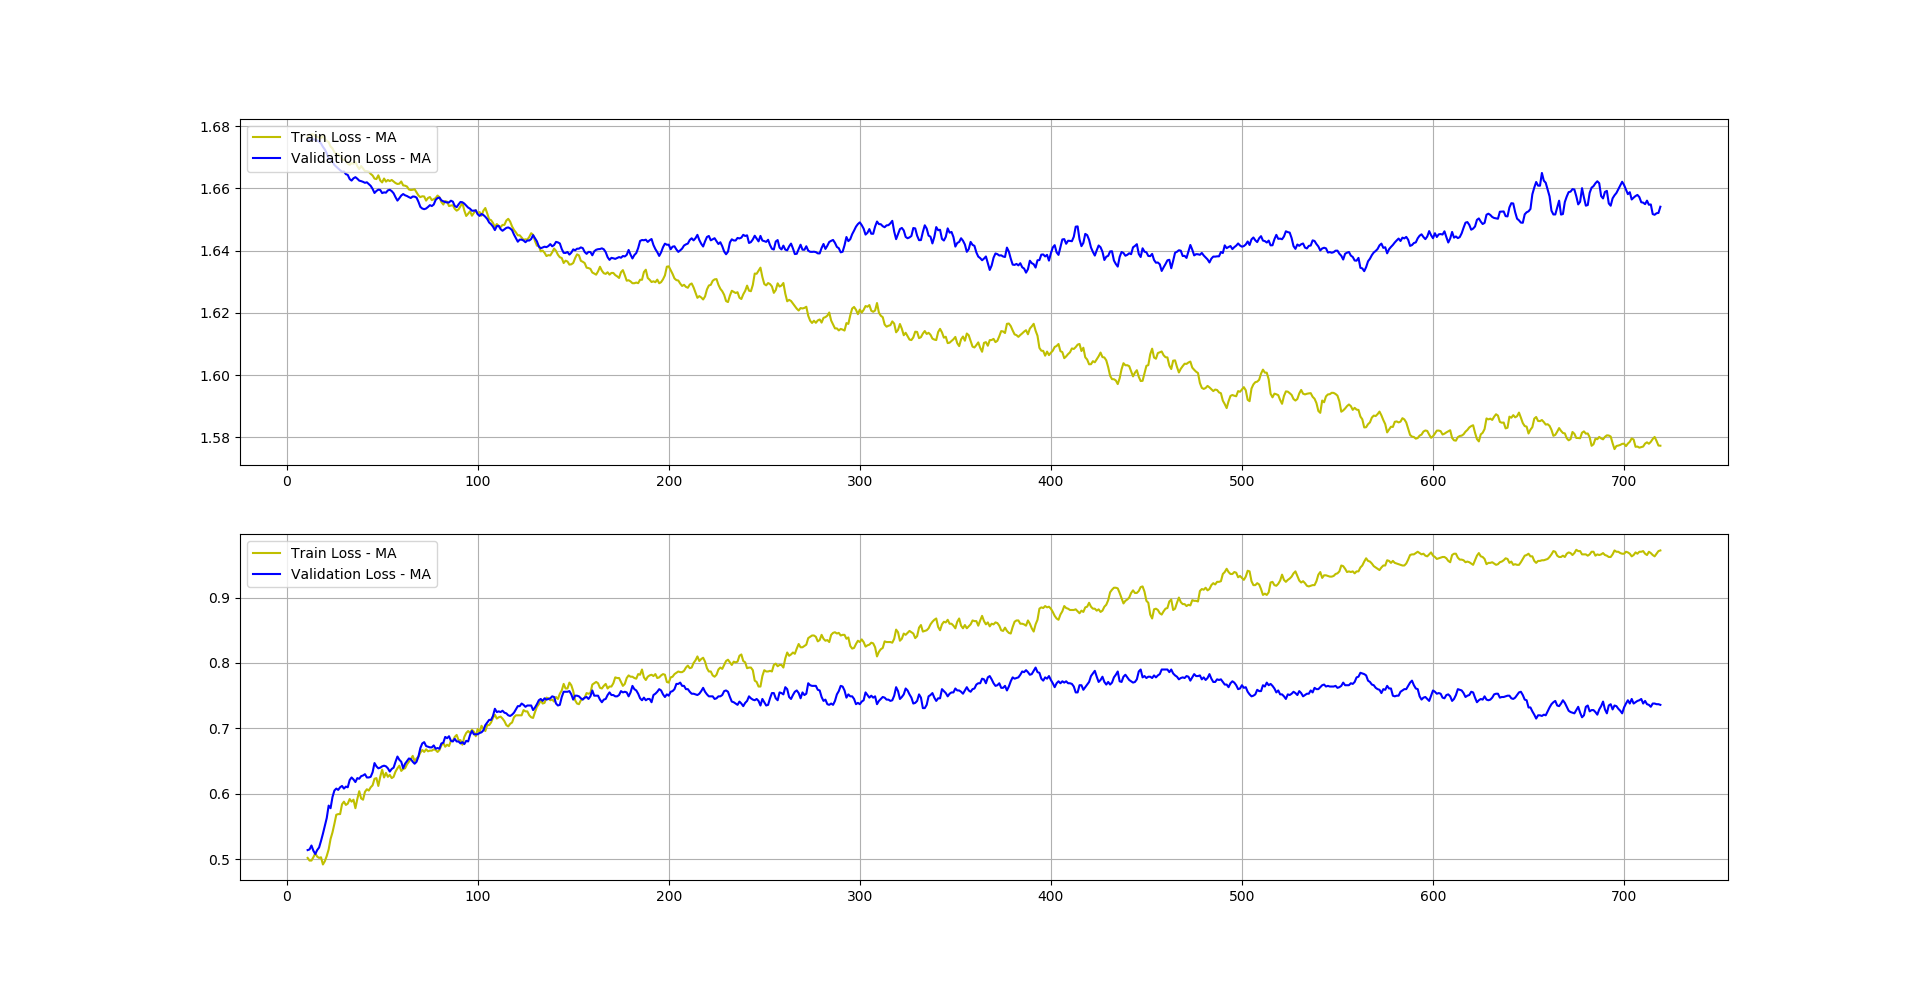 1.68
1.66
1.64
1.62
1.60
1.58
Train Loss - MA
Validation Loss - MA
0 100 200 300 400 500 600 700
0.9
0.8
0.7
0.6
0.5
Train Loss - MA
Validation Loss - MA
0 100 200 300 400 500 600 700